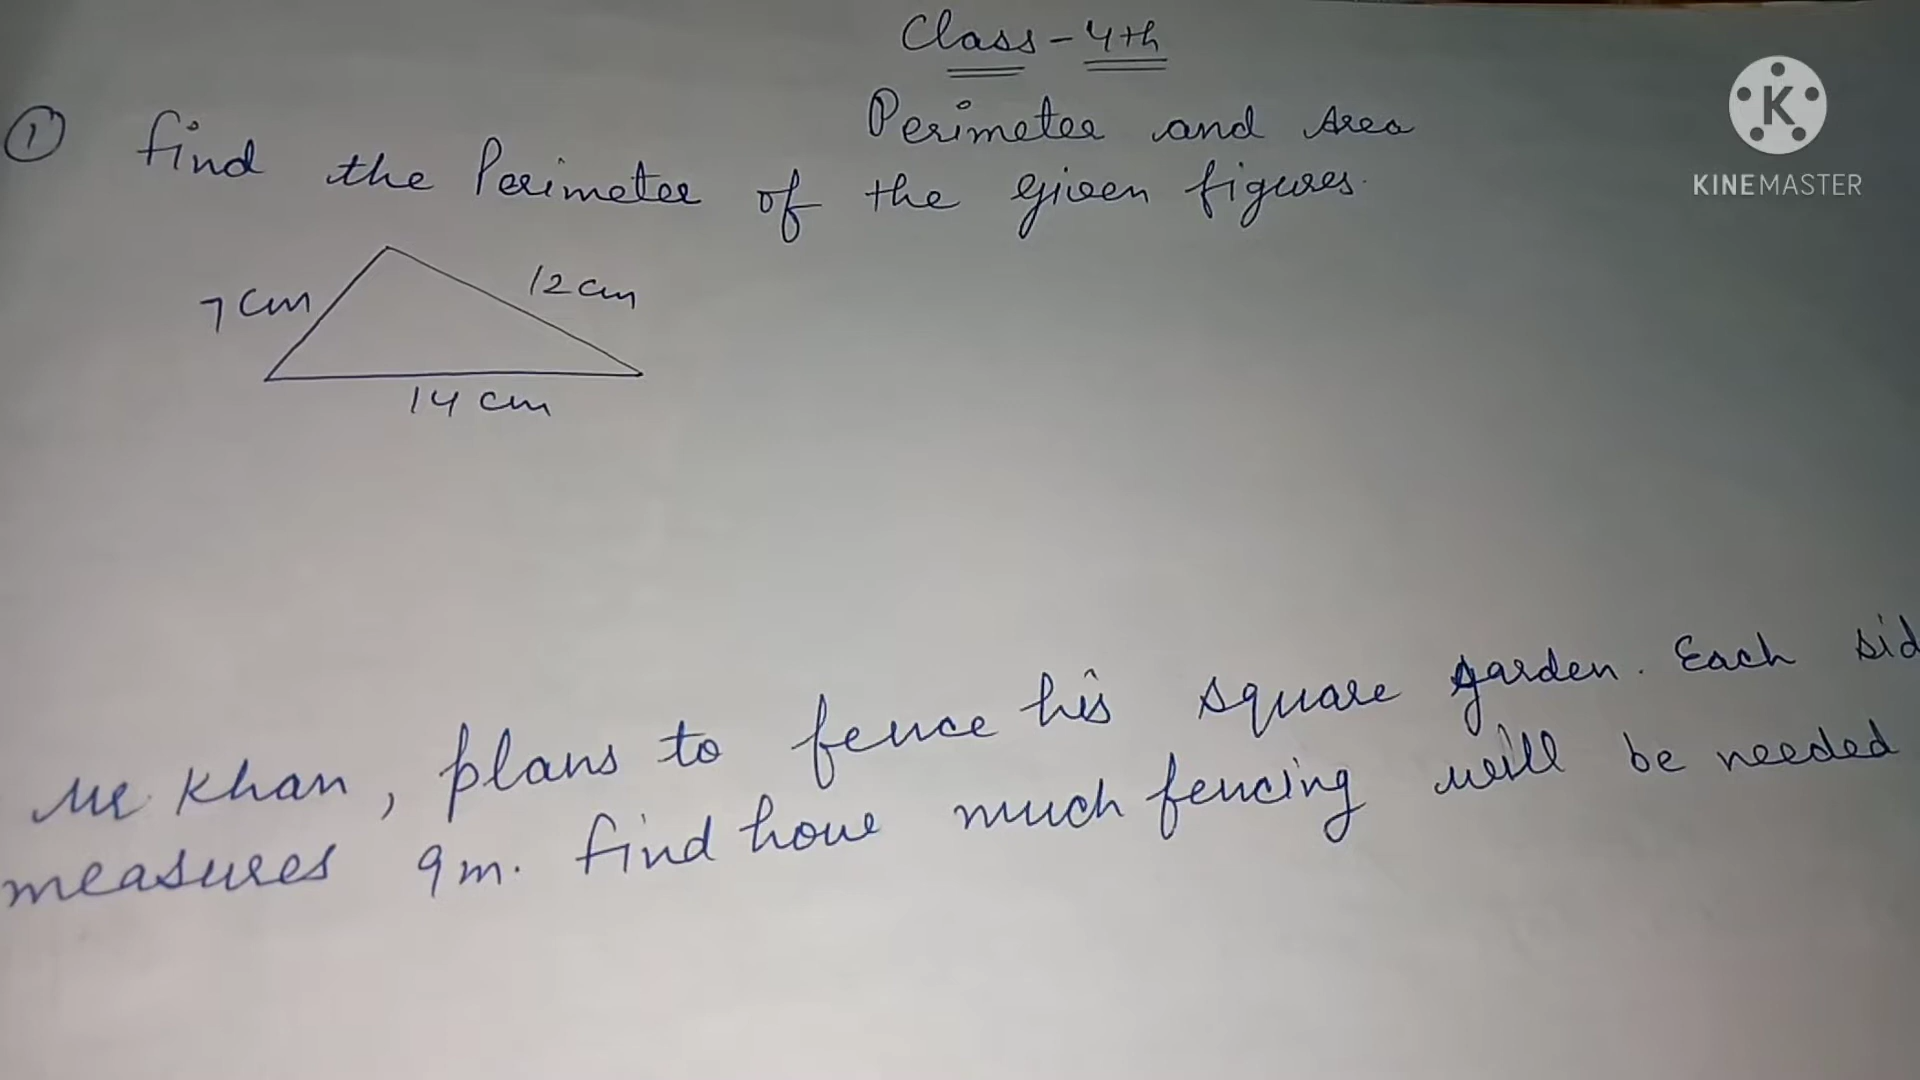 Class - 4th
Perimeter and Area
① find the Perimeter of the given figures.
7 cm
12 cm
14 cm
Mr. Khan, plans to fence his square garden. Each sid
measures 9 m. find how much fencing will be needed
K
KINEMASTER